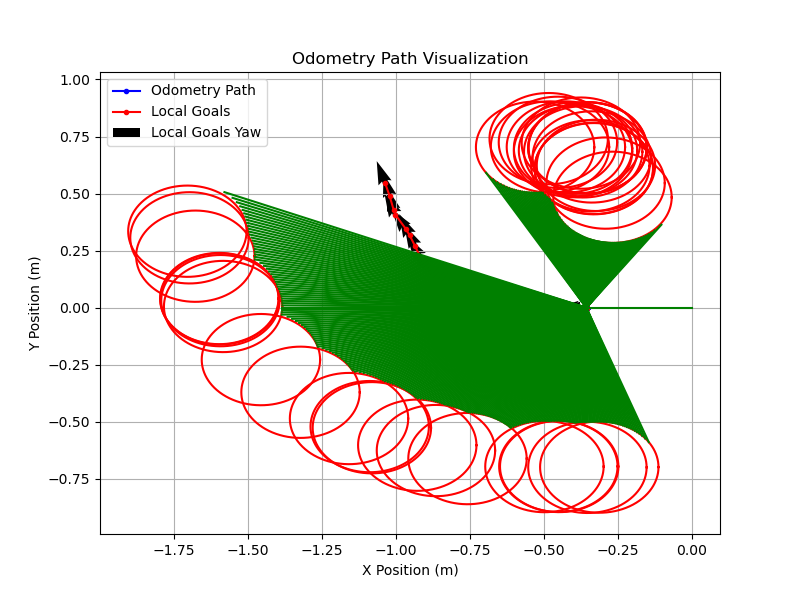 Odometry Path Visualization
Odometry Path
Local Goals
Local Goals Yaw
1.00
0.75
0.50
0.25
0.00
−0.25
−0.50
−0.75
Y Position (m)
−1.75
−1.50
−1.25
−1.00
−0.75
−0.50
−0.25
0.00
X Position (m)